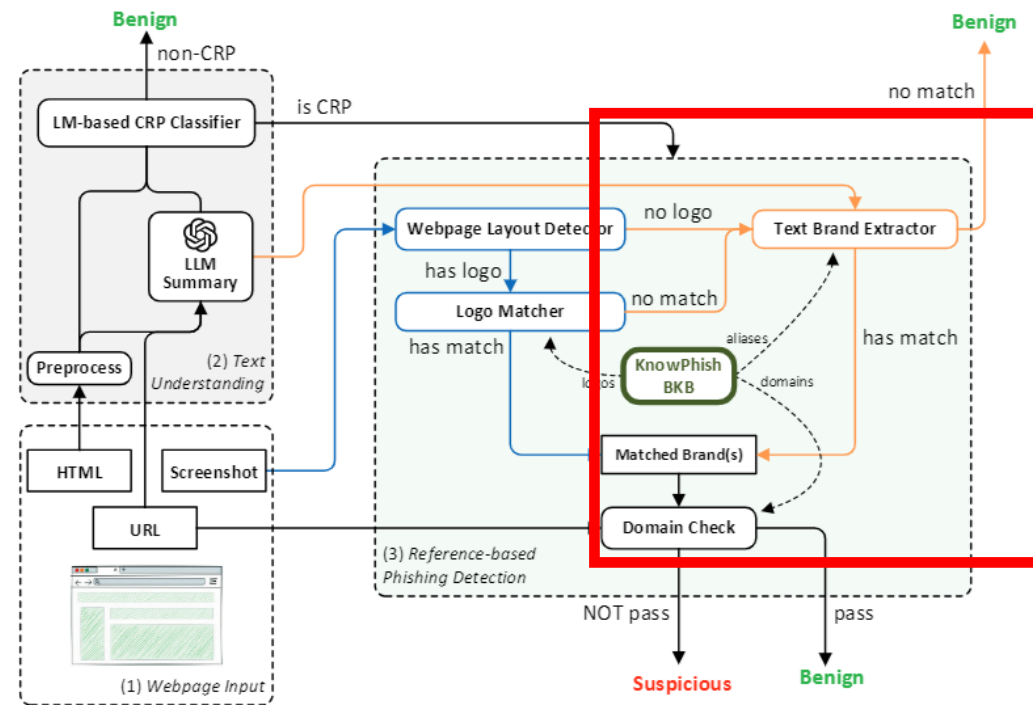 Benign
non-CRP
LM-based CRP Classifier
is CRP
LLM
Summary
Preprocess
(2) Text
Understanding
HTML
Screenshot
URL
(1) Webpage Input
Benign
no match
Webpage Layout Detector
no logo
Text Brand Extractor
has logo
Logo Matcher
no match
has match
has match
aliases
logos
KnowPhish
BKB
domains
Matched Brand(s)
Domain Check
(3) Reference-based
Phishing Detection
NOT pass
pass
Suspicious
Benign